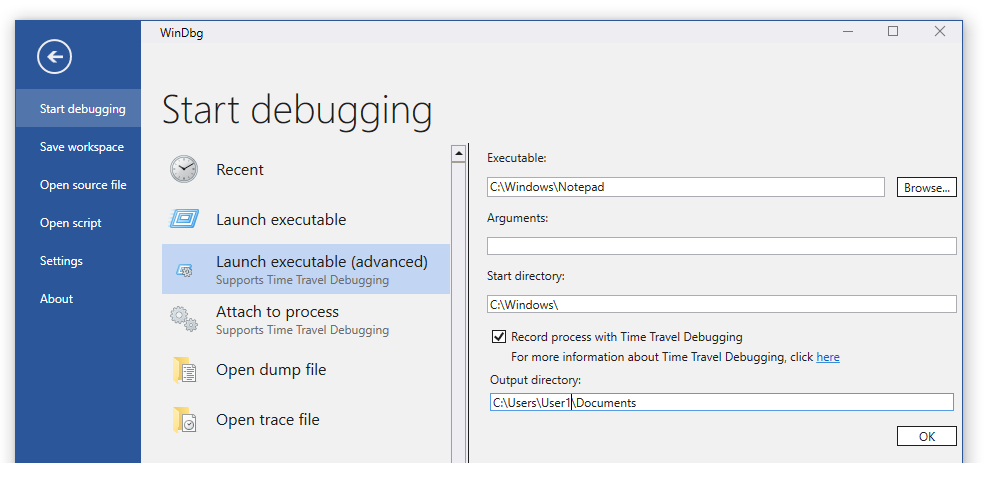 WinDbg
Start debugging
Save workspace
Open source file
Open script
Settings
About
Start debugging
Recent
Launch executable
Launch executable (advanced)
Supports Time Travel Debugging
Attach to process
Supports Time Travel Debugging
Open dump file
Open trace file
Executable:
C:\Windows\Notepad
Browse...
Arguments:
Start directory:
C:\Windows\
Record process with Time Travel Debugging
For more information about Time Travel Debugging, click here
Output directory:
C:\Users\User1\Documents
OK